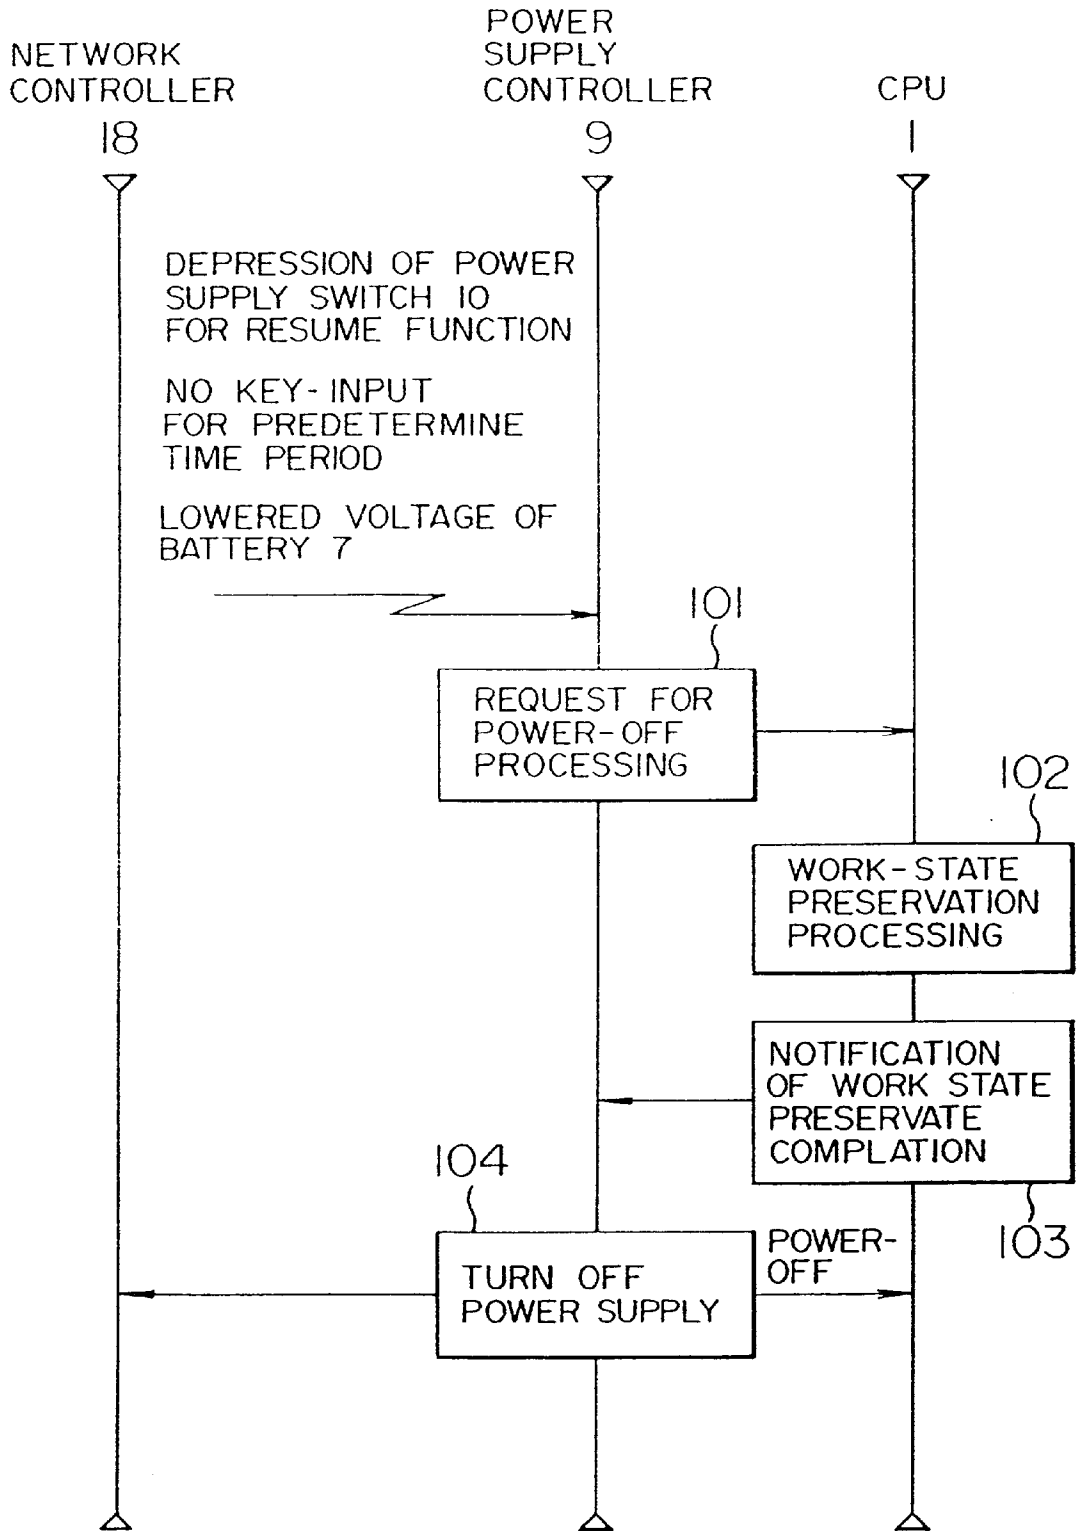 NETWORK
CONTROLLER
18
POWER
SUPPLY
CONTROLLER
9
CPU
1
DEPRESSION OF POWER
SUPPLY SWITCH 10
FOR RESUME FUNCTION
NO KEY-INPUT
FOR PREDETERMINE
TIME PERIOD
LOWERED VOLTAGE OF
BATTERY 7
101
REQUEST FOR
POWER-OFF
PROCESSING
102
WORK-STATE
PRESERVATION
PROCESSING
NOTIFICATION
OF WORK STATE
PRESERVATE
COMPLATION
103
104
TURN OFF
POWER SUPPLY
POWER-
OFF